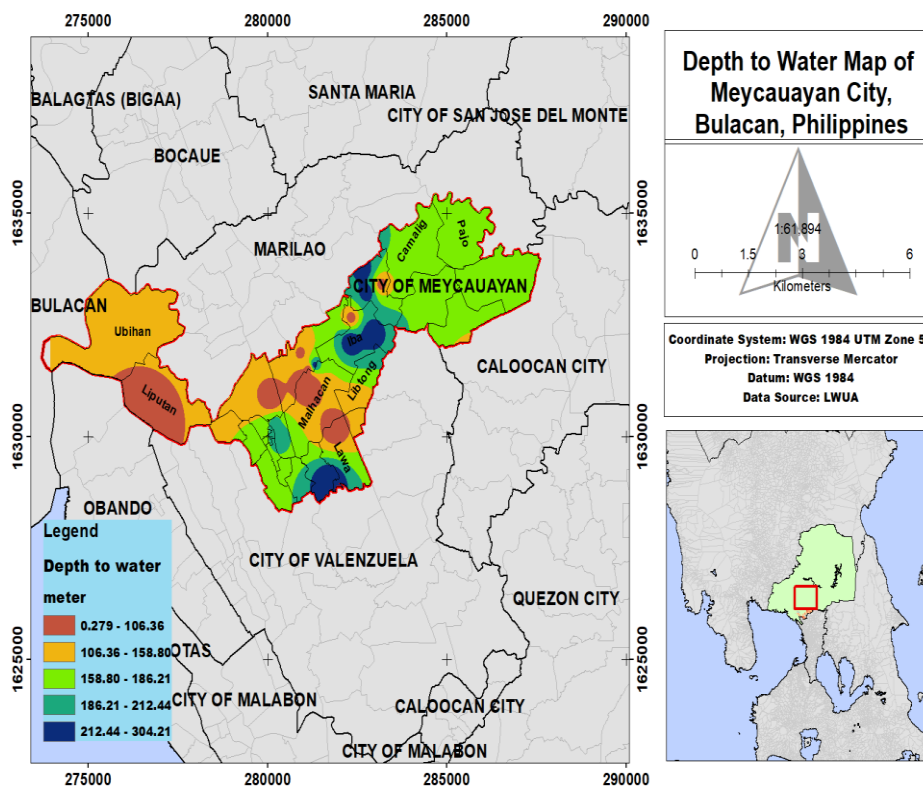 275000 280000 285000 290000
SANTA MARIA
BALAGTAS (BIGAA)
CITY OF SAN JOSE DEL MONTE
BOCAUE
1635000
1635000
Camalig
Pajo
MARILAO
CITY OF MEYCAUAYAN
BULACAN
Ubihan
Iba
CALOOCAN CITY
Liputan
Malhacan
Libtong
1630000
1630000
Lawa
OBANDO
CITY OF VALENZUELA
QUEZON CITY
1625000
1625000
OTAS
CITY OF MALABON
CALOOCAN CITY
CITY OF MALABON
275000 280000 285000 290000
Legend
Depth to water
meter
0.279 - 106.36
106.36 - 158.80
158.80 - 186.21
186.21 - 212.44
212.44 - 304.21
Depth to Water Map of
Meycauayan City,
Bulacan, Philippines
N
1:61,894
0 1.5 3 6
Kilometers
Coordinate System: WGS 1984 UTM Zone 5
Projection: Transverse Mercator
Datum: WGS 1984
Data Source: LWUA